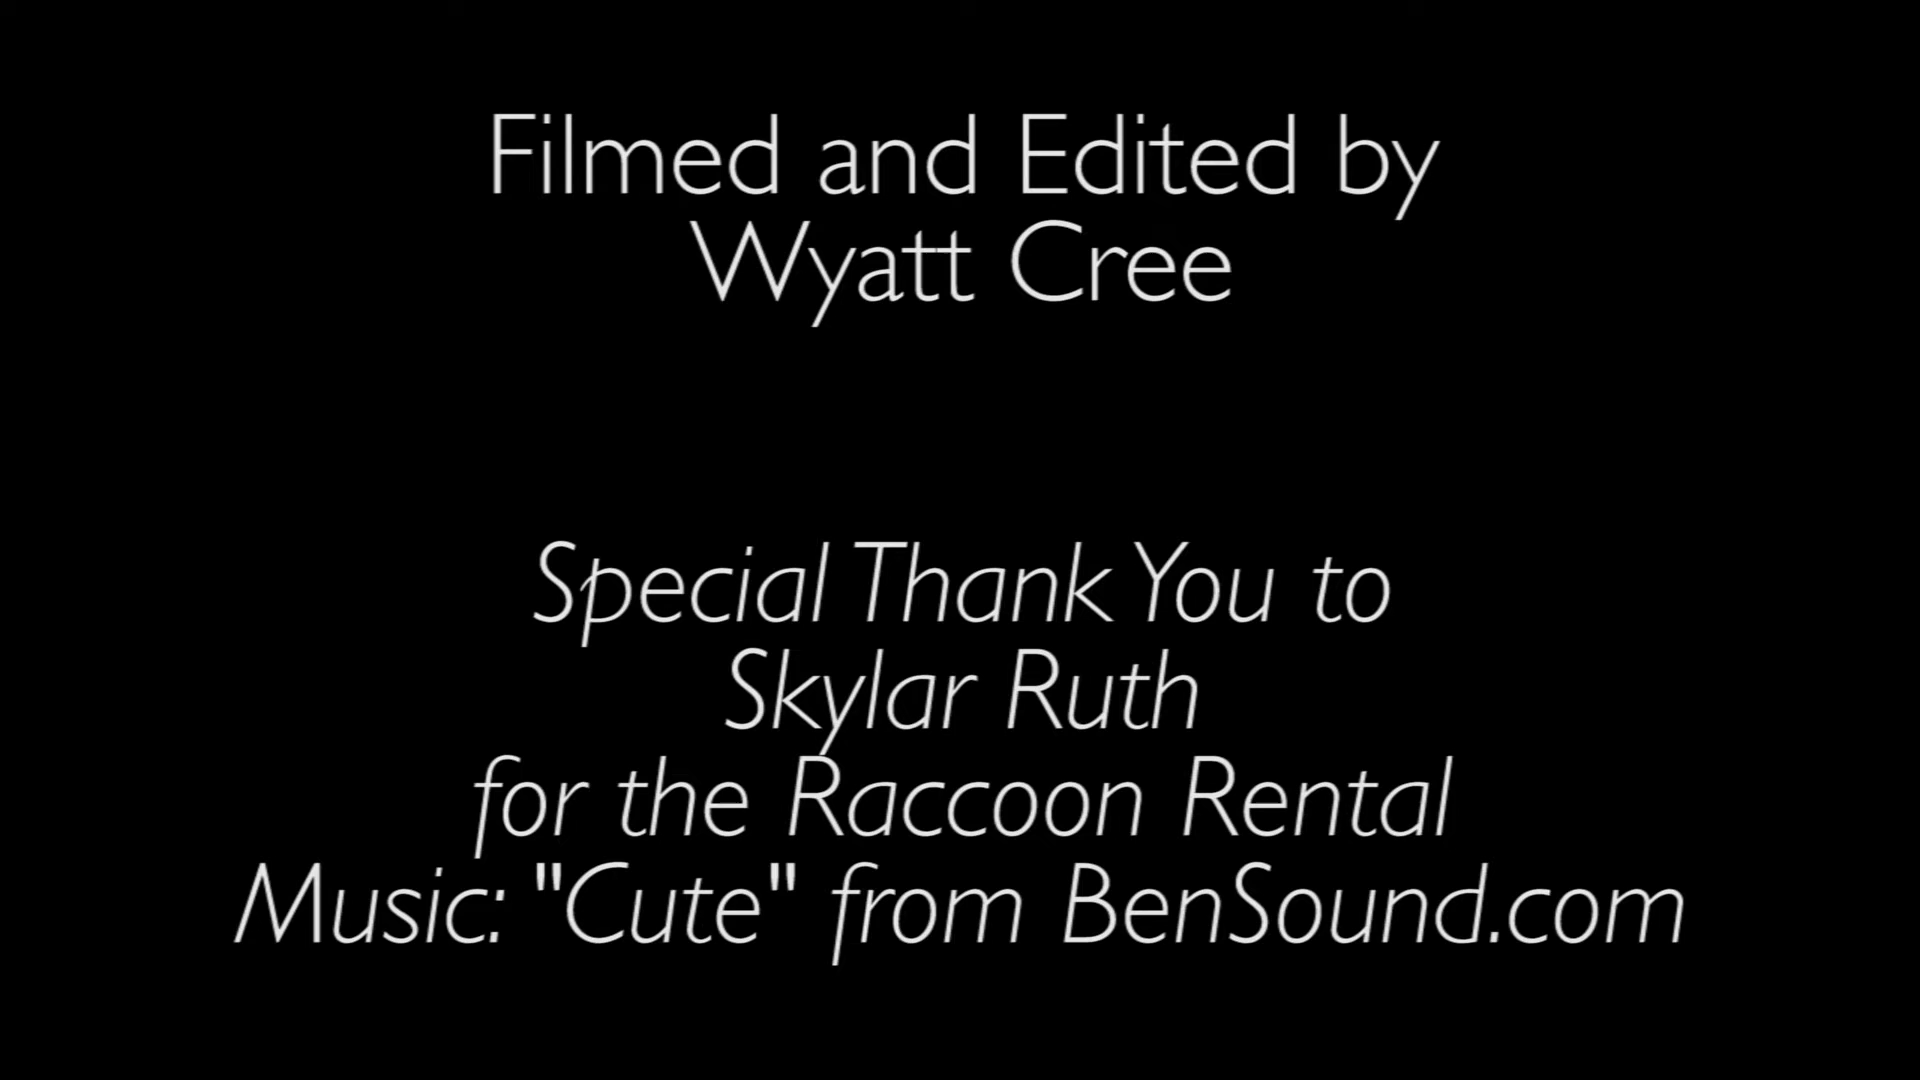 Filmed and Edited by
Wyatt Cree
Special Thank You to
Skylar Ruth
for the Raccoon Rental
Music: "Cute" from BenSound.com